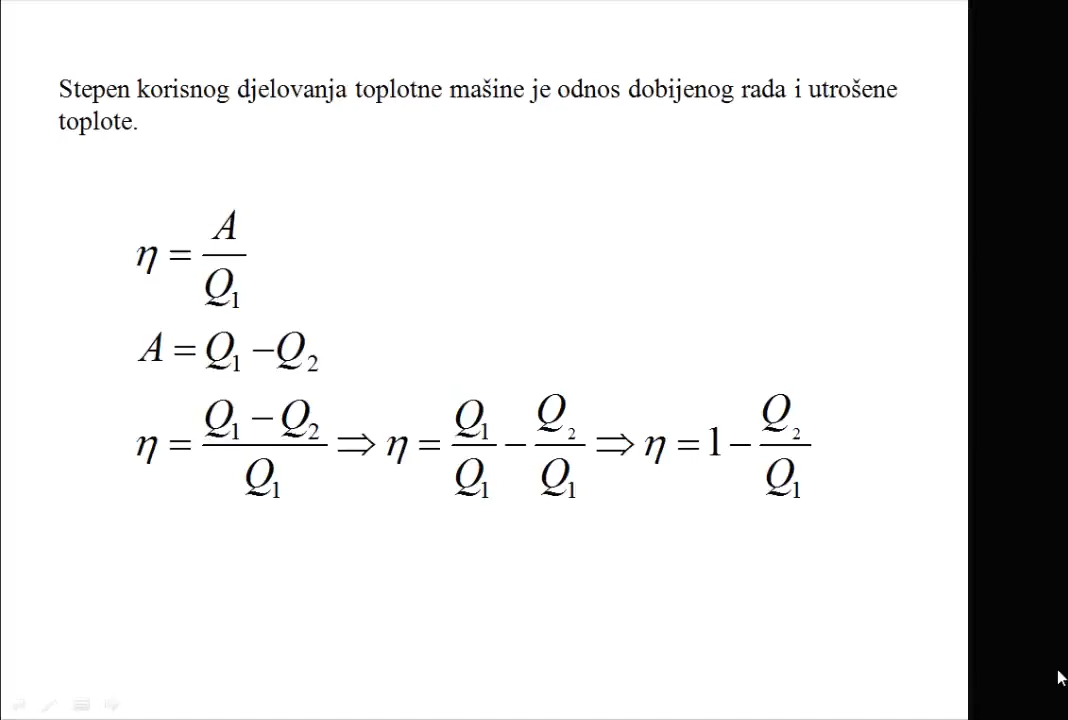 Stepen korisnog djelovanja toplotne mašine je odnos dobijenog rada i utrošene
toplote.
η = A / Q₁
A = Q₁ − Q₂
η = (Q₁ − Q₂) / Q₁ ⇒ η = Q₁ / Q₁ − Q₂ / Q₁ ⇒ η = 1 − Q₂ / Q₁